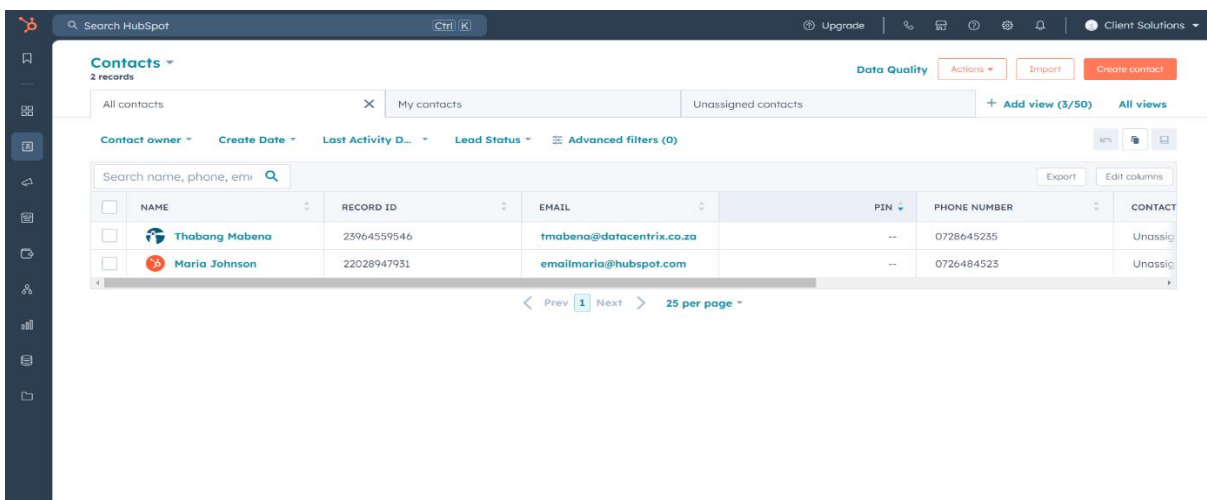 Search HubSpot Ctrl K Upgrade Client Solutions
Contacts
2 records
Data Quality Actions Import Create contact
All contacts My contacts Unassigned contacts + Add view (3/50) All views
Contact owner Create Date Last Activity D... Lead Status Advanced filters (0)
Search name, phone, em Export Edit columns
NAME RECORD ID EMAIL PIN PHONE NUMBER CONTACT
Thabang Mabena 23964559546 tmabena@datacentrix.co.za -- 0728645235 Unassig
Maria Johnson 22028947931 emailmaria@hubspot.com -- 0726484523 Unassig
Prev 1 Next 25 per page